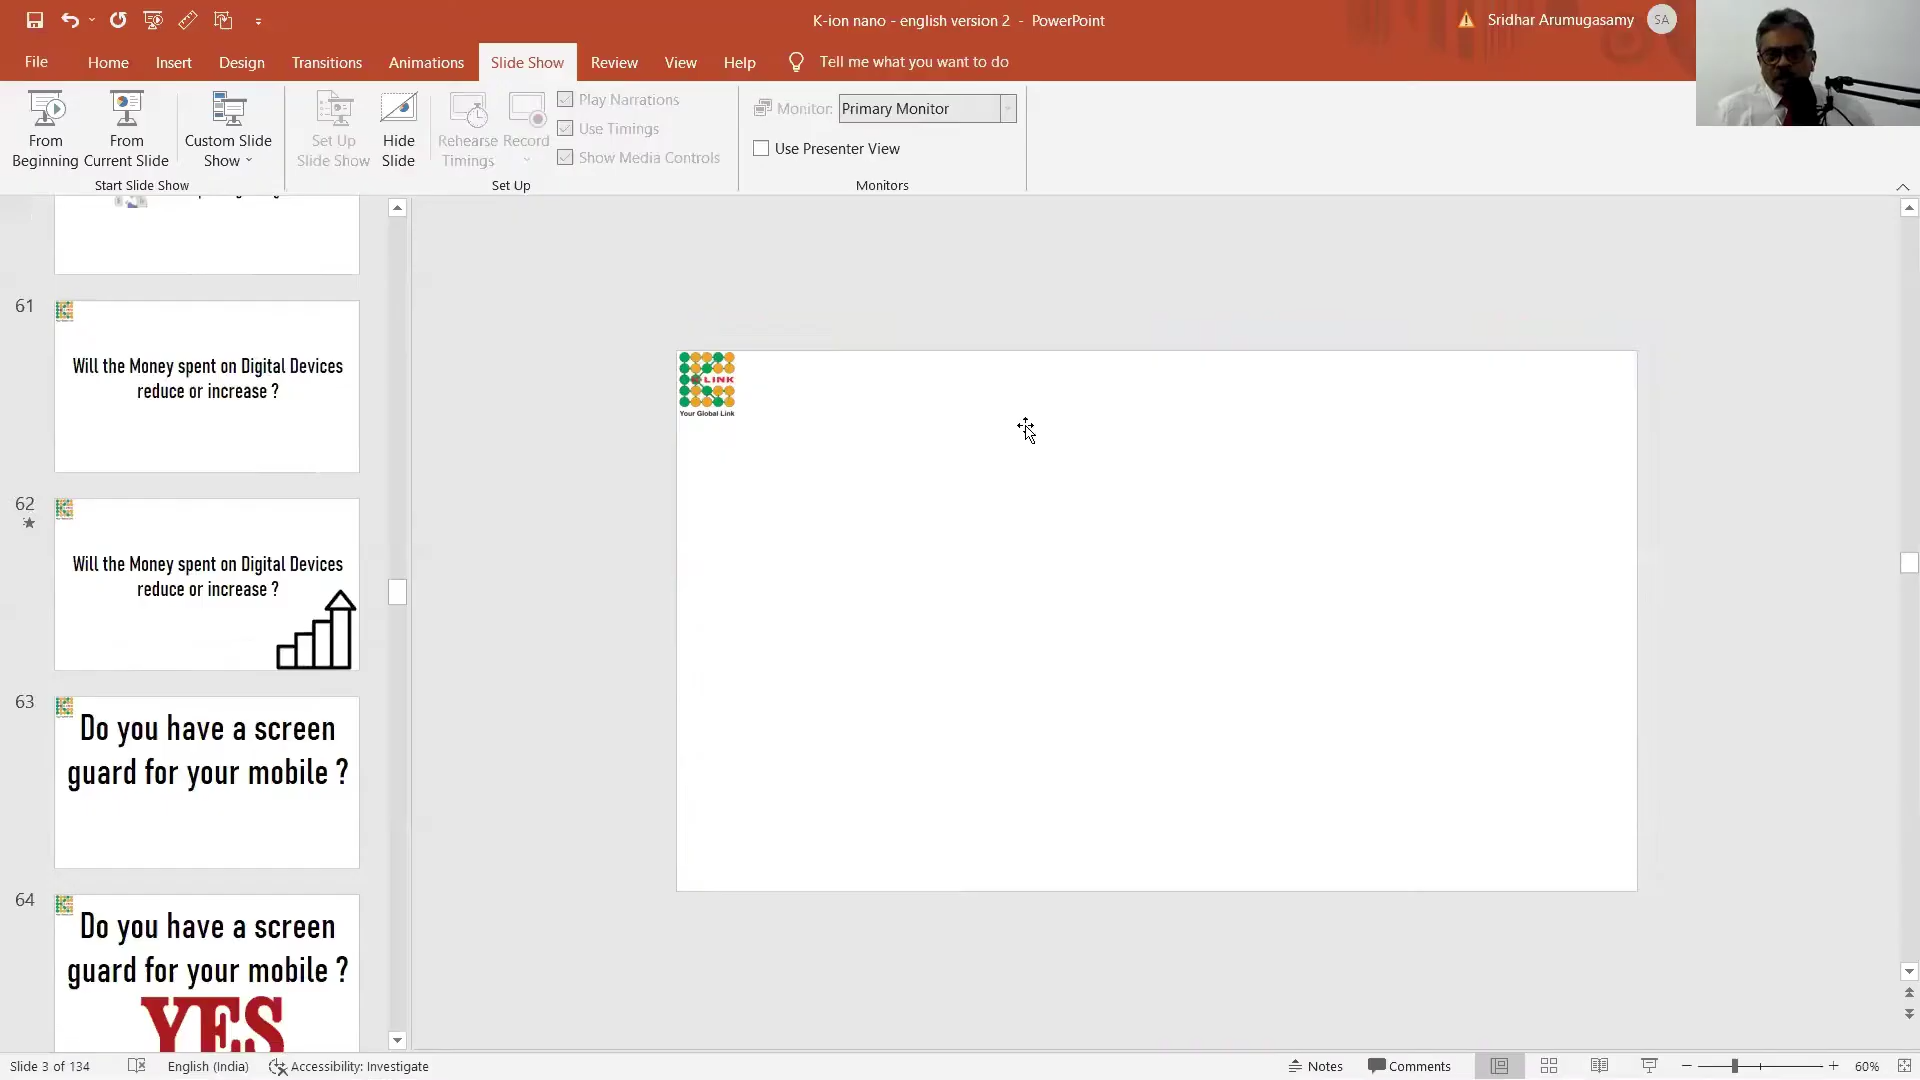 K-ion nano - english version 2 - PowerPoint
Sridhar Arumugasamy
SA
File
Home
Insert
Design
Transitions
Animations
Slide Show
Review
View
Help
Tell me what you want to do
From
Beginning
From
Current Slide
Custom Slide
Show
Start Slide Show
Set Up
Slide Show
Hide
Slide
Rehearse
Timings
Record
Play Narrations
Use Timings
Show Media Controls
Set Up
Monitor:
Primary Monitor
Use Presenter View
Monitors
61
Will the Money spent on Digital Devices
reduce or increase ?
62
Will the Money spent on Digital Devices
reduce or increase ?
63
Do you have a screen
guard for your mobile ?
64
Do you have a screen
guard for your mobile ?
YES
LINK
Your Global Link
Slide 3 of 134
English (India)
Accessibility: Investigate
Notes
Comments
60%